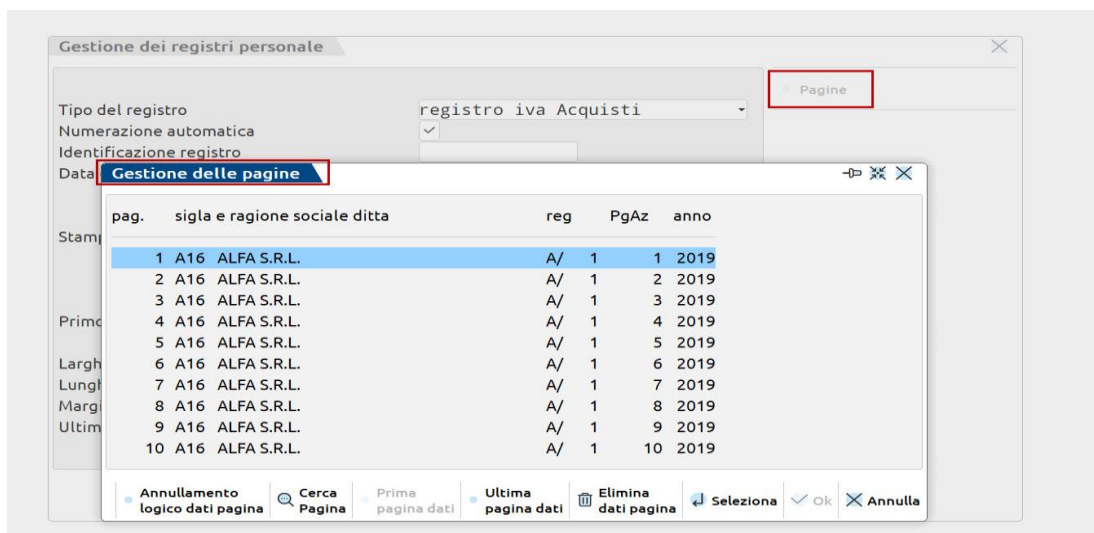 Gestione dei registri personale
Pagine
Tipo del registro registro iva Acquisti
Numerazione automatica
Identificazione registro
Data
Gestione delle pagine
pag. sigla e ragione sociale ditta reg PgAz anno
1 A16 ALFA S.R.L. A/ 1 1 2019
2 A16 ALFA S.R.L. A/ 1 2 2019
3 A16 ALFA S.R.L. A/ 1 3 2019
4 A16 ALFA S.R.L. A/ 1 4 2019
5 A16 ALFA S.R.L. A/ 1 5 2019
6 A16 ALFA S.R.L. A/ 1 6 2019
7 A16 ALFA S.R.L. A/ 1 7 2019
8 A16 ALFA S.R.L. A/ 1 8 2019
9 A16 ALFA S.R.L. A/ 1 9 2019
10 A16 ALFA S.R.L. A/ 1 10 2019
Annullamento logico dati pagina
Cerca Pagina
Prima pagina dati
Ultima pagina dati
Elimina dati pagina
Seleziona
Ok
Annulla